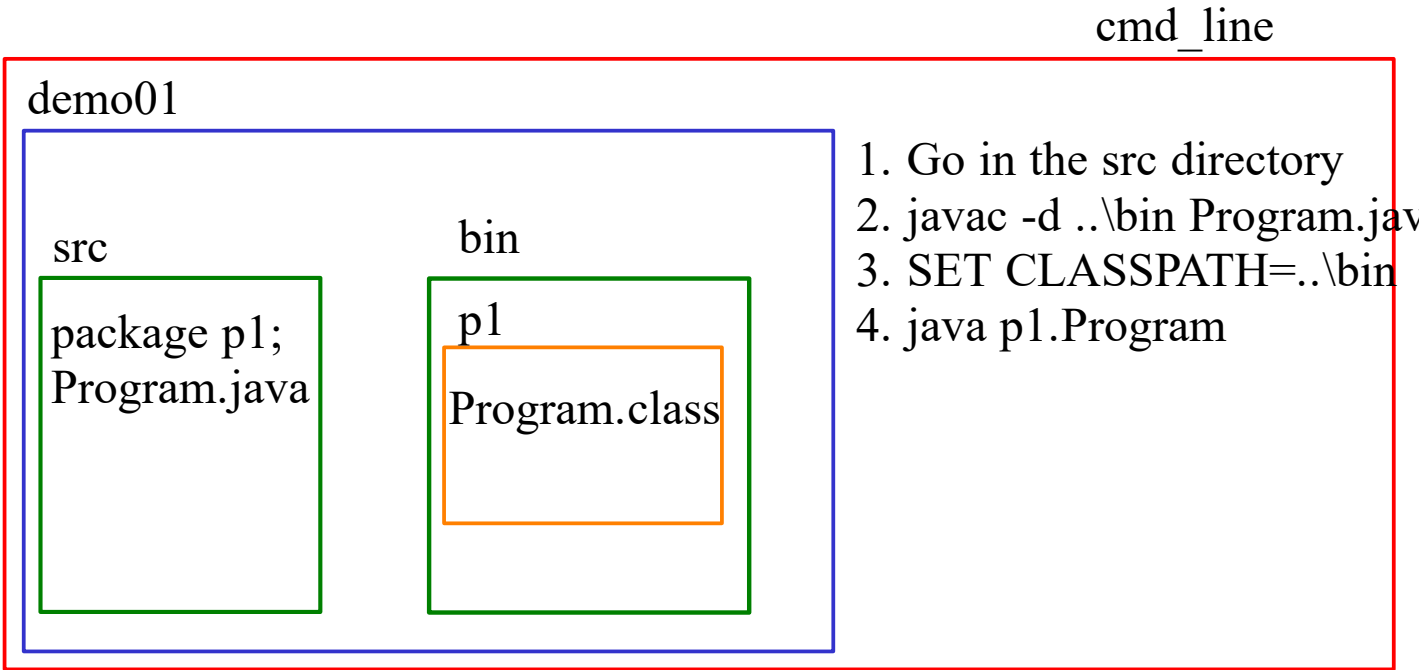 cmd_line
demo01
1. Go in the src directory
2. javac -d ..\bin Program.jav
3. SET CLASSPATH=..\bin
4. java p1.Program
src
package p1;
Program.java
bin
p1
Program.class